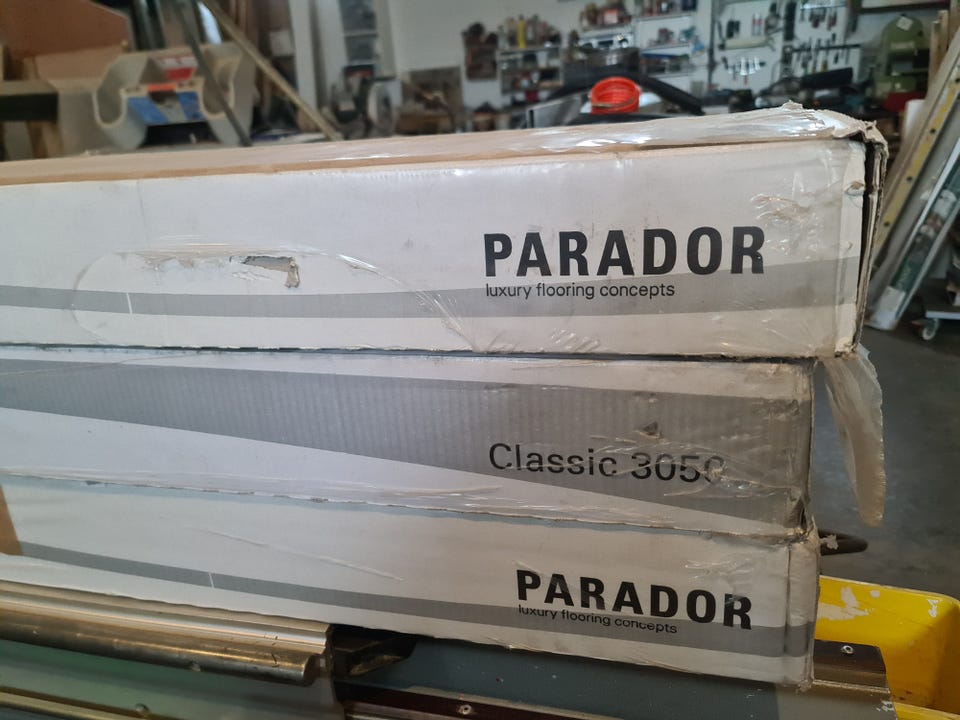 PARADOR
luxury flooring concepts
Classic 3050
PARADOR
luxury flooring concepts